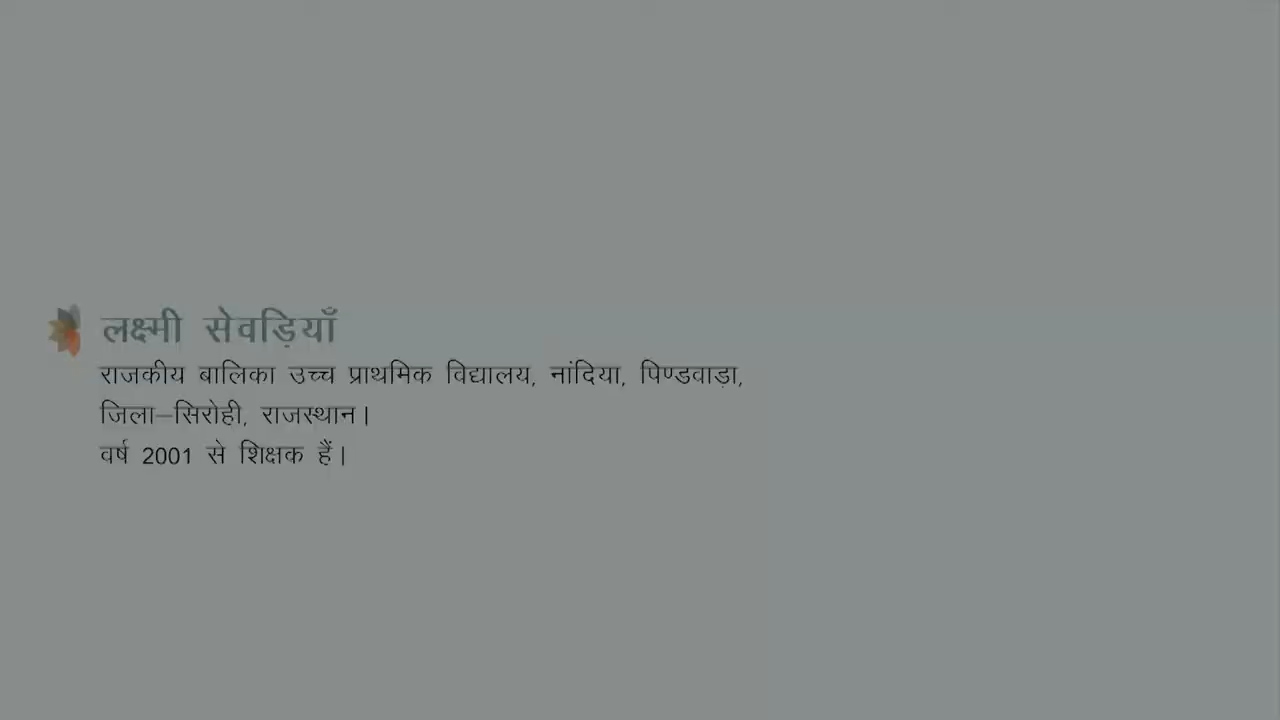 लक्ष्मी सेवड़ियाँ
राजकीय बालिका उच्च प्राथमिक विद्यालय, नांदिया, पिण्डवाड़ा,
जिला–सिरोही, राजस्थान।
वर्ष 2001 से शिक्षक हैं।